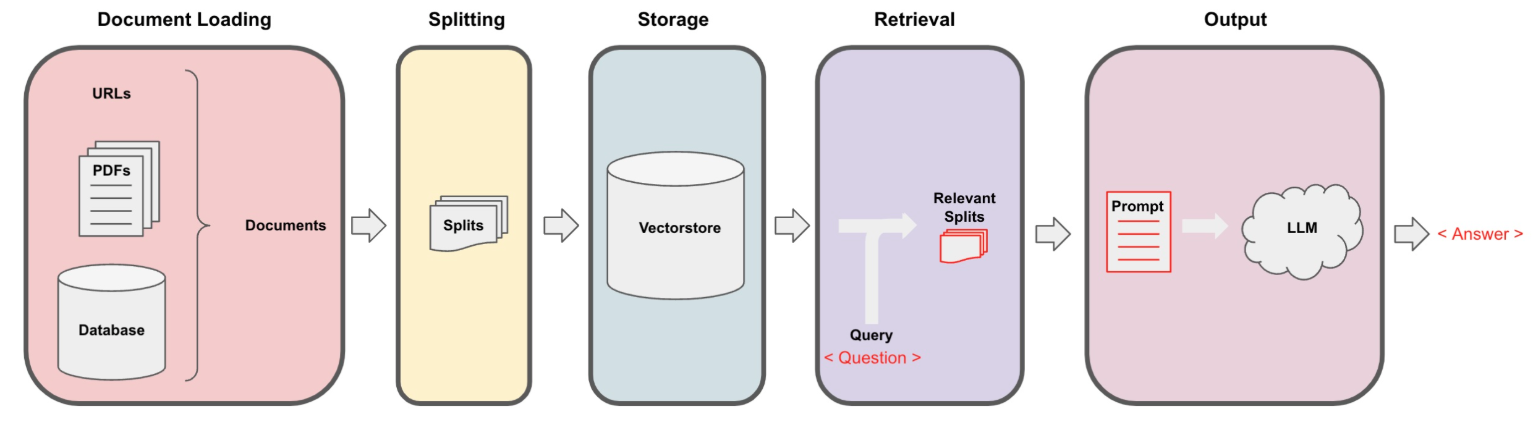 Document Loading
Splitting
Storage
Retrieval
Output
URLs
PDFs
Database
Documents
Splits
Vectorstore
Relevant
Splits
Query
< Question >
Prompt
LLM
< Answer >